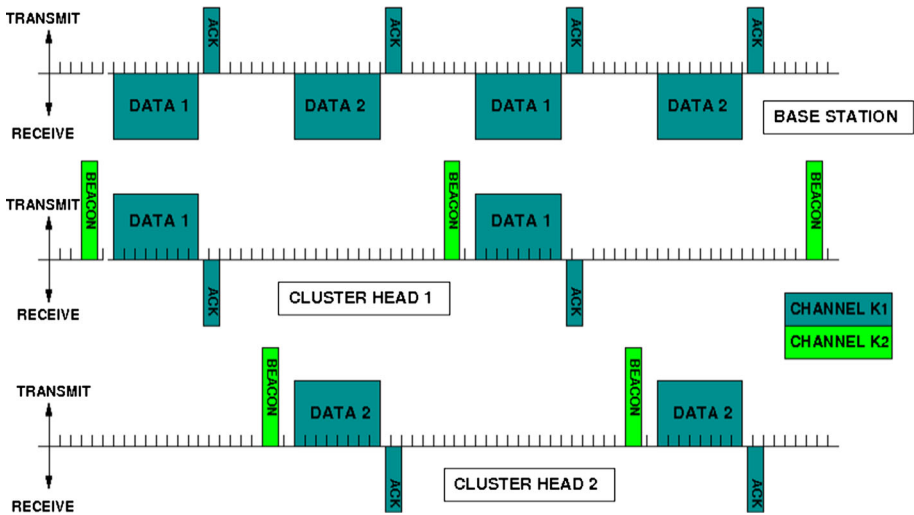 TRANSMIT
ACK
ACK
ACK
ACK
DATA 1
DATA 2
DATA 1
DATA 2
RECEIVE
BASE STATION
BEACON
BEACON
BEACON
TRANSMIT
DATA 1
DATA 1
ACK
ACK
CLUSTER HEAD 1
RECEIVE
CHANNEL K1
CHANNEL K2
BEACON
BEACON
TRANSMIT
DATA 2
DATA 2
ACK
ACK
CLUSTER HEAD 2
RECEIVE